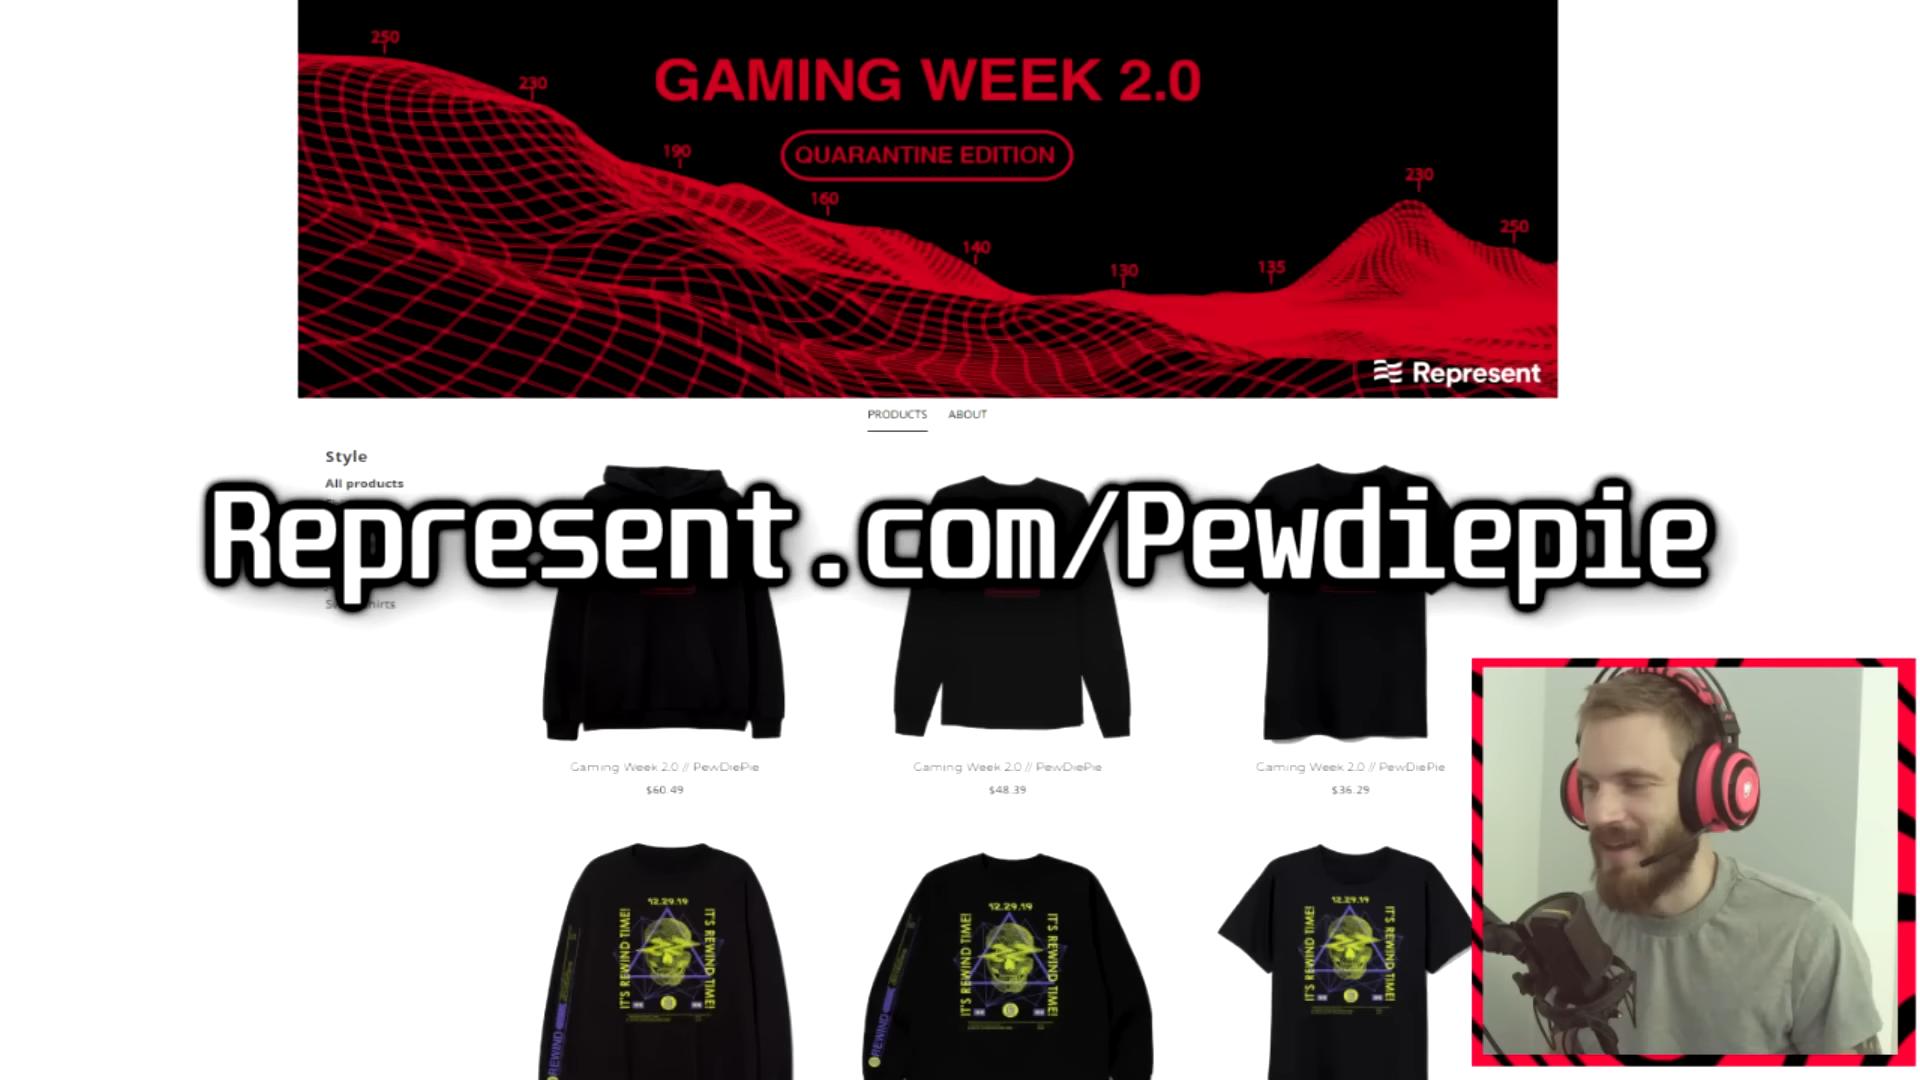 250
230
190
160
140
130
135
230
250
GAMING WEEK 2.0
QUARANTINE EDITION
Represent
PRODUCTS ABOUT
Style
All products
Represent.com/Pewdiepie
Gaming Week 2.0 // PewDiePie
$60.49
Gaming Week 2.0 // PewDiePie
$48.39
Gaming Week 2.0 // PewDiePie
$36.29
12.29.19
IT'S REWIND TIME!
IT'S REWIND TIME!
REWIND
12.29.19
IT'S REWIND TIME!
IT'S REWIND TIME!
REWIND
12.29.19
IT'S REWIND TIME!
IT'S REWIND TIME!